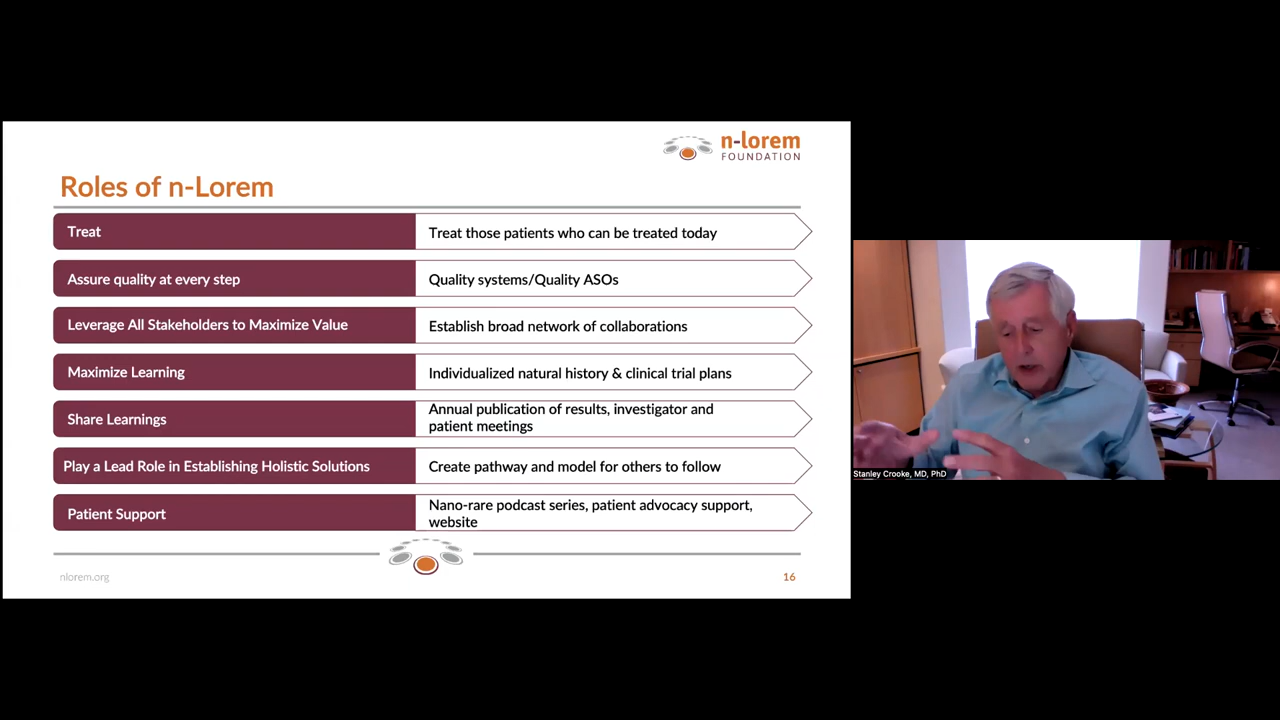 n-lorem
FOUNDATION
Roles of n-Lorem
Treat
Treat those patients who can be treated today
Assure quality at every step
Quality systems/Quality ASOs
Leverage All Stakeholders to Maximize Value
Establish broad network of collaborations
Maximize Learning
Individualized natural history & clinical trial plans
Share Learnings
Annual publication of results, investigator and
patient meetings
Play a Lead Role in Establishing Holistic Solutions
Create pathway and model for others to follow
Patient Support
Nano-rare podcast series, patient advocacy support,
website
nlorem.org
16
Stanley Crooke, MD, PhD